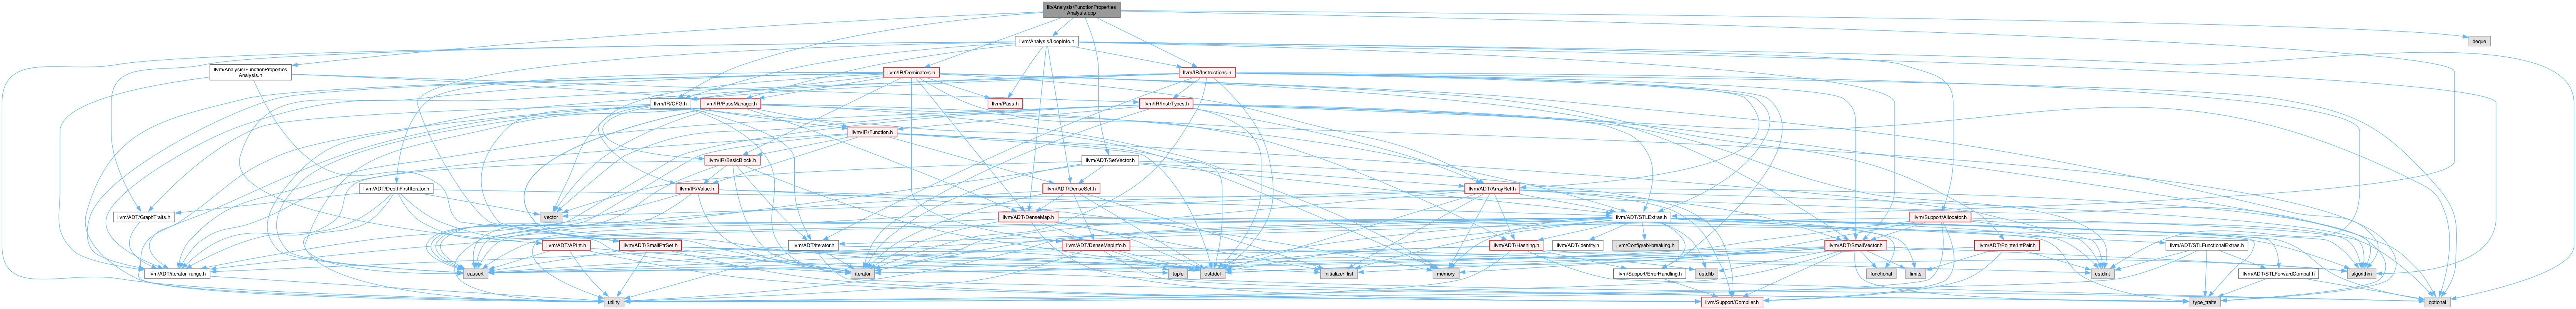 lib/Analysis/FunctionProperties
Analysis.cpp
deque
llvm/Analysis/LoopInfo.h
llvm/Analysis/FunctionProperties
Analysis.h
llvm/IR/Dominators.h
llvm/IR/Instructions.h
llvm/IR/CFG.h
llvm/IR/PassManager.h
llvm/Pass.h
llvm/IR/InstrTypes.h
llvm/IR/Function.h
llvm/IR/BasicBlock.h
llvm/ADT/SetVector.h
llvm/ADT/DepthFirstIterator.h
llvm/IR/Value.h
llvm/ADT/DenseSet.h
llvm/ADT/ArrayRef.h
llvm/ADT/GraphTraits.h
vector
llvm/ADT/DenseMap.h
llvm/ADT/STLExtras.h
llvm/Support/Allocator.h
llvm/ADT/APInt.h
llvm/ADT/SmallPtrSet.h
llvm/ADT/iterator.h
llvm/ADT/DenseMapInfo.h
llvm/ADT/Hashing.h
llvm/ADT/identity.h
llvm/Config/abi-breaking.h
llvm/ADT/SmallVector.h
llvm/ADT/PointerIntPair.h
llvm/ADT/STLFunctionalExtras.h
llvm/ADT/iterator_range.h
cassert
iterator
tuple
cstddef
initializer_list
memory
llvm/Support/ErrorHandling.h
cstdlib
functional
limits
cstdint
llvm/ADT/STLForwardCompat.h
algorithm
utility
llvm/Support/Compiler.h
type_traits
optional